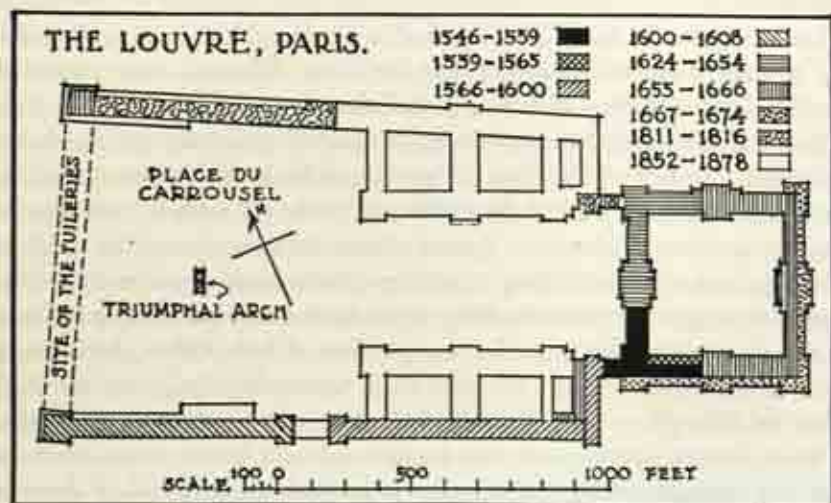 THE LOUVRE, PARIS.
1546-1559
1559-1565
1566-1600
1600-1608
1624-1654
1655-1666
1667-1674
1811-1816
1852-1878
PLACE DU
CARROUSEL
N
SITE OF THE TUILERIES
TRIUMPHAL ARCH
SCALE 100 0 500 1000 FEET